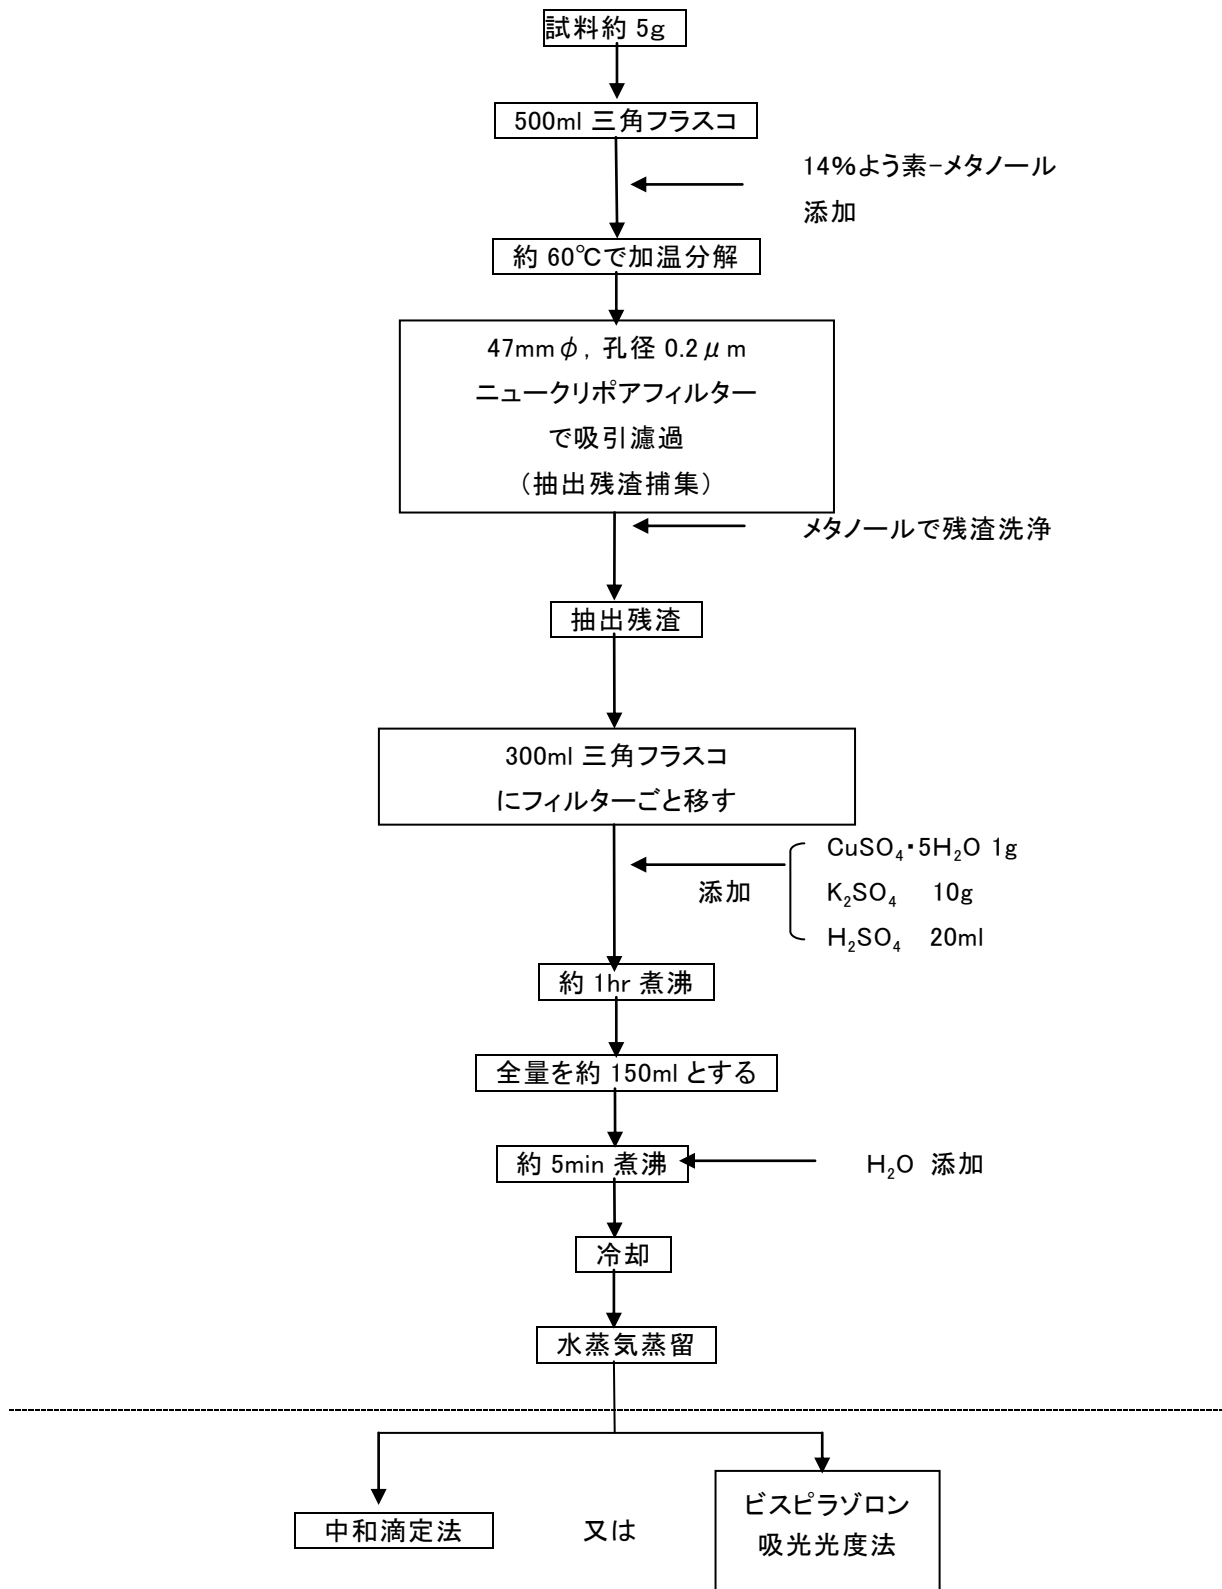 試料約 5g
500ml 三角フラスコ
14%よう素-メタノール
添加
約 60℃で加温分解
47mmφ, 孔径 0.2μm
ニュークリポアフィルター
で吸引濾過
(抽出残渣捕集)
メタノールで残渣洗浄
抽出残渣
300ml 三角フラスコ
にフィルターごと移す
CuSO₄・5H₂O 1g
添加
K₂SO₄ 10g
H₂SO₄ 20ml
約 1hr 煮沸
全量を約 150ml とする
約 5min 煮沸
H₂O 添加
冷却
水蒸気蒸留
中和滴定法
又は
ビスピラゾロン
吸光光度法